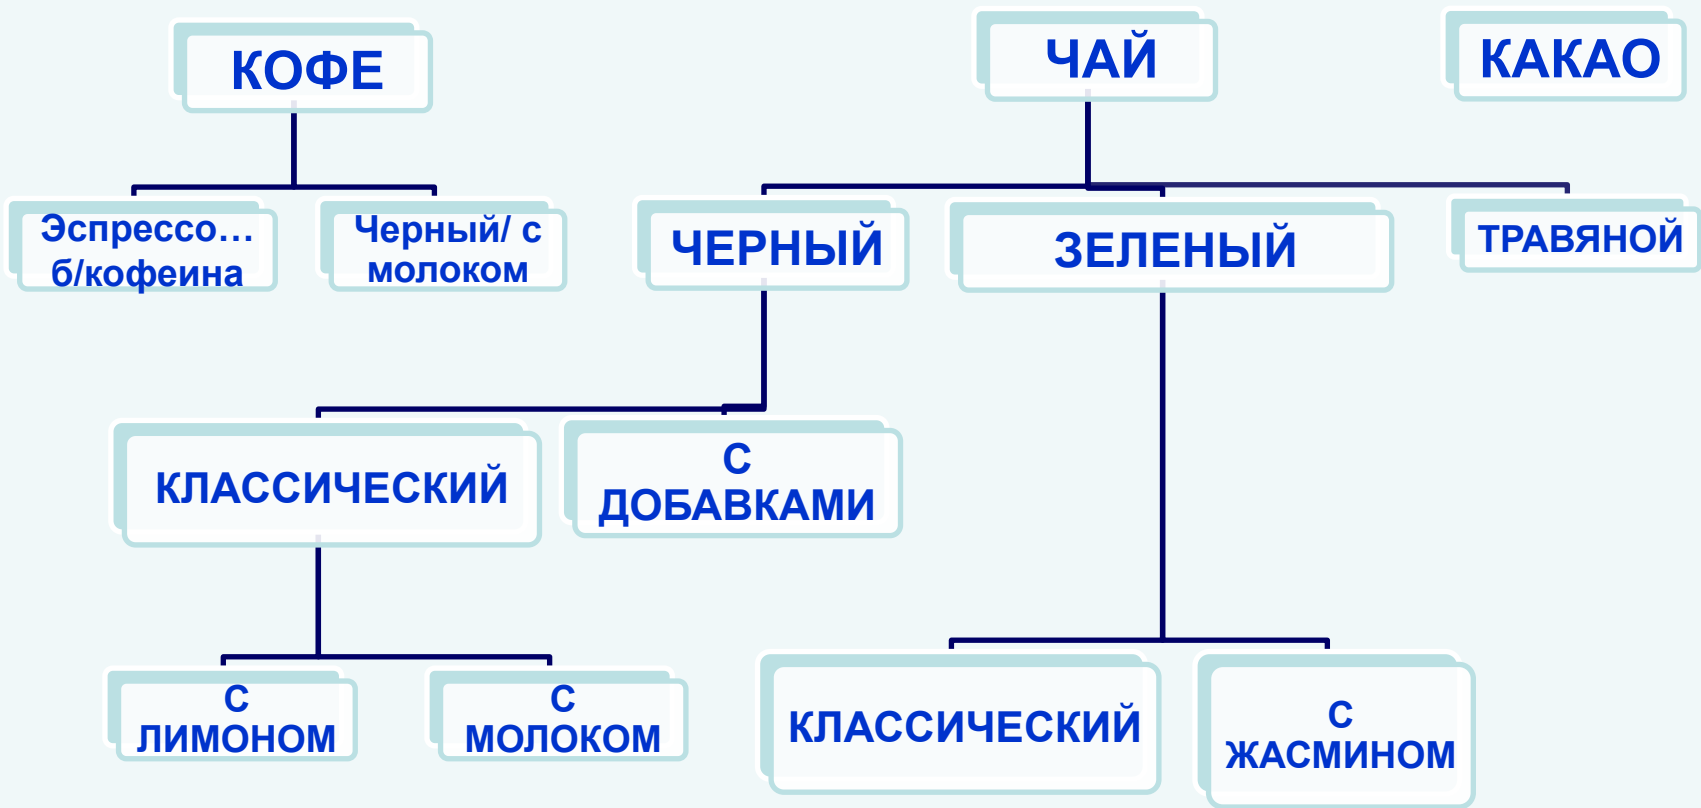 КОФЕ
ЧАЙ
КАКАО
Эспрессо…
б/кофеина
Черный/ с
молоком
ЧЕРНЫЙ
ЗЕЛЕНЫЙ
ТРАВЯНОЙ
КЛАССИЧЕСКИЙ
С
ДОБАВКАМИ
С
ЛИМОНОМ
С
МОЛОКОМ
КЛАССИЧЕСКИЙ
С
ЖАСМИНОМ